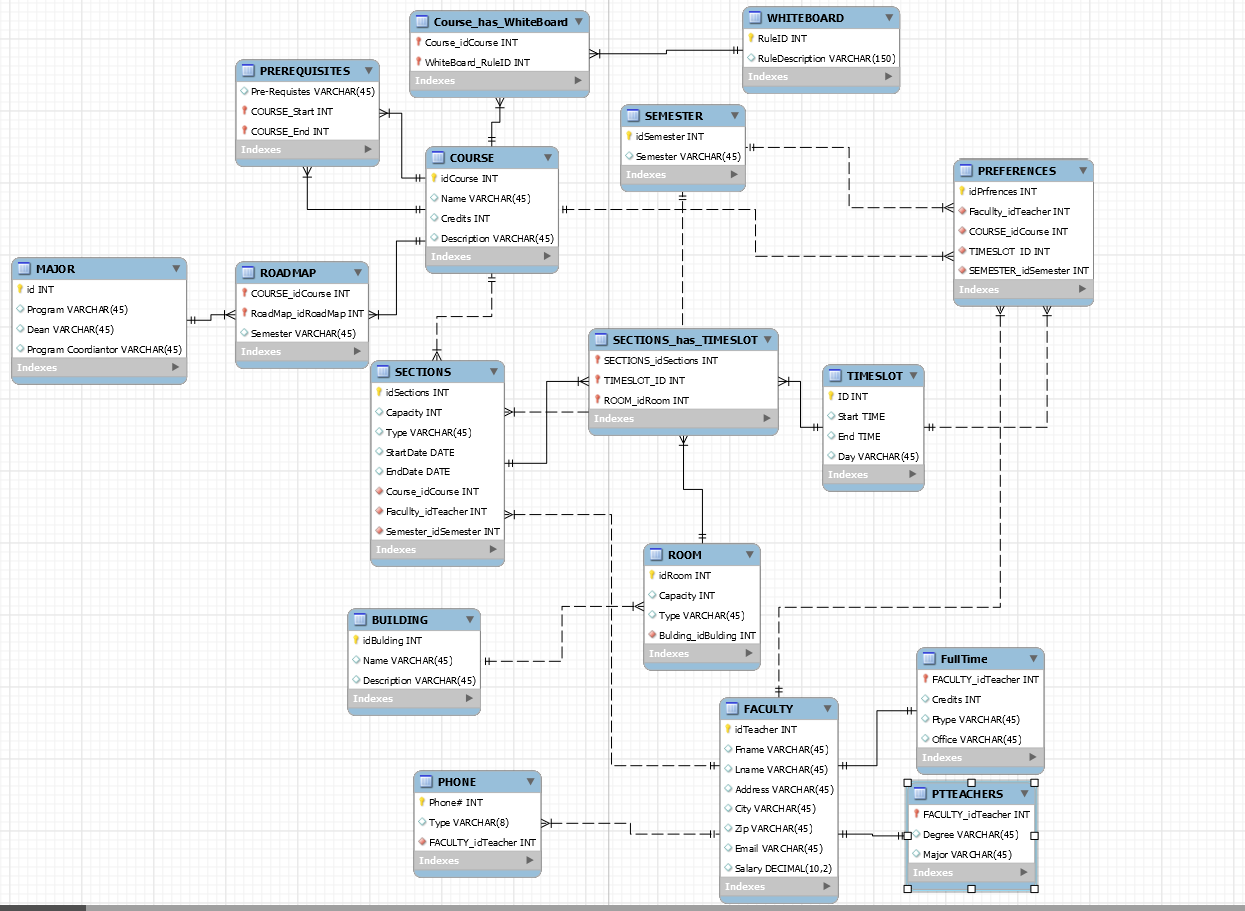 Course_has_WhiteBoard
Course_idCourse INT
WhiteBoard_RuleID INT
Indexes
WHITEBOARD
RuleID INT
RuleDescription VARCHAR(150)
Indexes
PREREQUISITES
Pre-Requistes VARCHAR(45)
COURSE_Start INT
COURSE_End INT
Indexes
SEMESTER
idSemester INT
Semester VARCHAR(45)
Indexes
COURSE
idCourse INT
Name VARCHAR(45)
Credits INT
Description VARCHAR(45)
Indexes
PREFERENCES
idPrfrences INT
Faculty_idTeacher INT
COURSE_idCourse INT
TIMESLOT_ID INT
SEMESTER_idSemester INT
Indexes
MAJOR
id INT
Program VARCHAR(45)
Dean VARCHAR(45)
Program Coordiantor VARCHAR(45)
Indexes
ROADMAP
COURSE_idCourse INT
RoadMap_idRoadMap INT
Semester VARCHAR(45)
Indexes
SECTIONS
idSections INT
Capacity INT
Type VARCHAR(45)
StartDate DATE
EndDate DATE
Course_idCourse INT
Faculty_idTeacher INT
Semester_idSemester INT
Indexes
SECTIONS_has_TIMESLOT
SECTIONS_idSections INT
TIMESLOT_ID INT
ROOM_idRoom INT
Indexes
TIMESLOT
ID INT
Start TIME
End TIME
Day VARCHAR(45)
Indexes
ROOM
idRoom INT
Capacity INT
Type VARCHAR(45)
Bulding_idBulding INT
Indexes
BUILDING
idBulding INT
Name VARCHAR(45)
Description VARCHAR(45)
Indexes
FACULTY
idTeacher INT
Fname VARCHAR(45)
Lname VARCHAR(45)
Address VARCHAR(45)
City VARCHAR(45)
Zip VARCHAR(45)
Email VARCHAR(45)
Salary DECIMAL(10,2)
Indexes
FullTime
FACULTY_idTeacher INT
Credits INT
Ftype VARCHAR(45)
Office VARCHAR(45)
Indexes
PHONE
Phone# INT
Type VARCHAR(8)
FACULTY_idTeacher INT
Indexes
PTTEACHERS
FACULTY_idTeacher INT
Degree VARCHAR(45)
Major VARCHAR(45)
Indexes